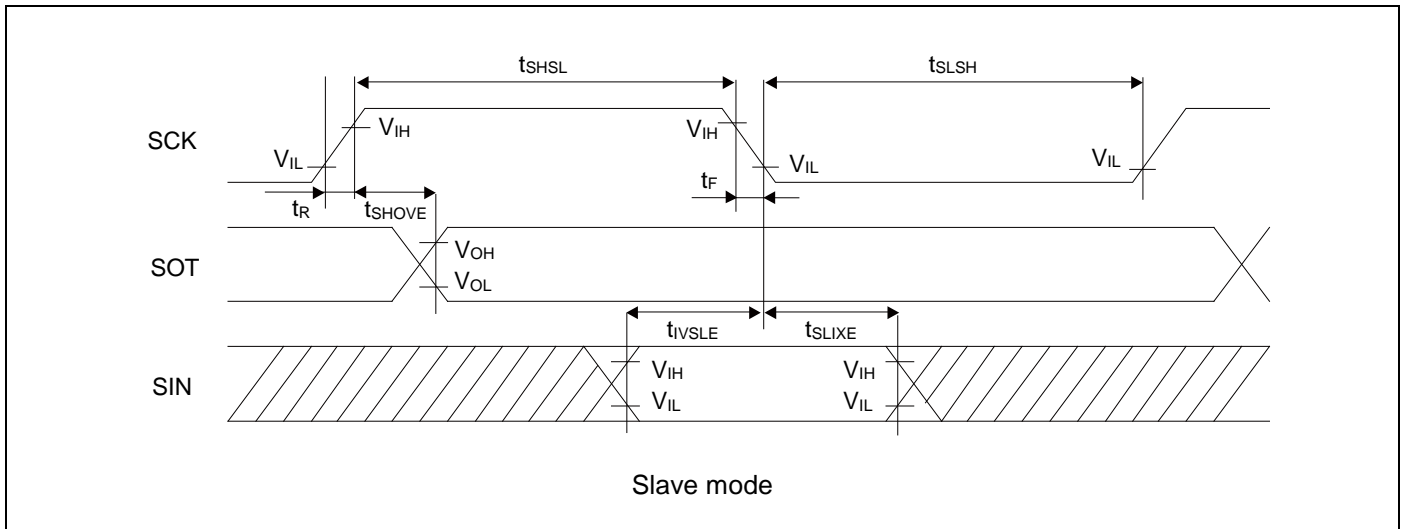 tSHSL
tSLSH
SCK
VIH
VIH
VIL
VIL
VIL
tF
tR
tSHOVE
SOT
VOH
VOL
tIVSLE
tSLIXE
SIN
VIH
VIH
VIL
VIL
Slave mode